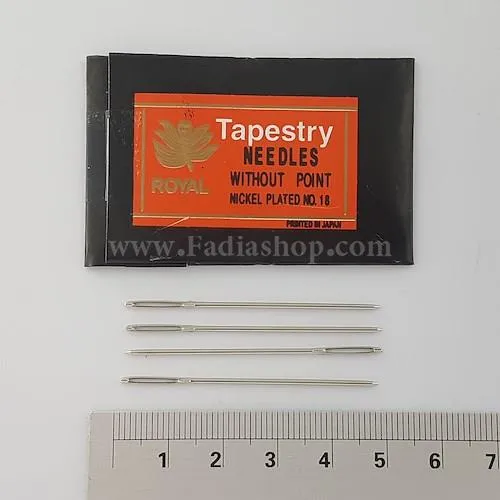 Tapestry
NEEDLES
ROYAL
WITHOUT POINT
NICKEL PLATED NO. 18
PRINTED IN JAPAN
www.Fadiashop.com
1 2 3 4 5 6 7